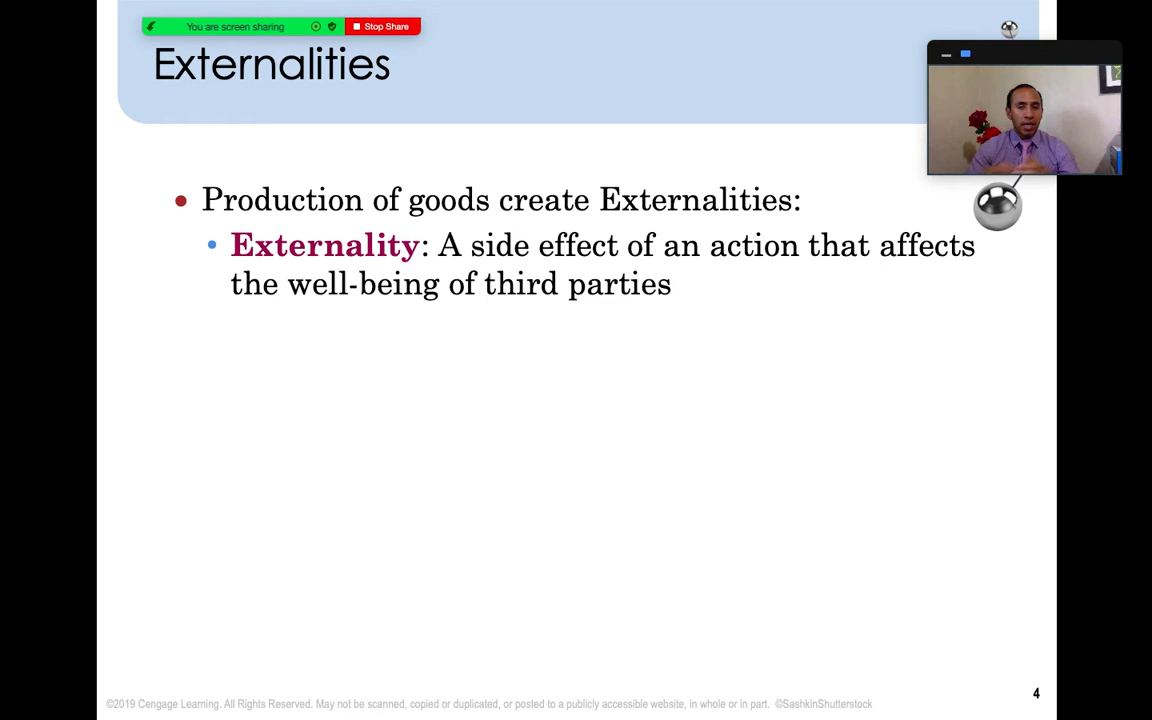 You are screen sharing
Stop Share
Externalities
Production of goods create Externalities:
Externality: A side effect of an action that affects
the well-being of third parties
4
©2019 Cengage Learning. All Rights Reserved. May not be scanned, copied or duplicated, or posted to a publicly accessible website, in whole or in part. ©SashkinShutterstock